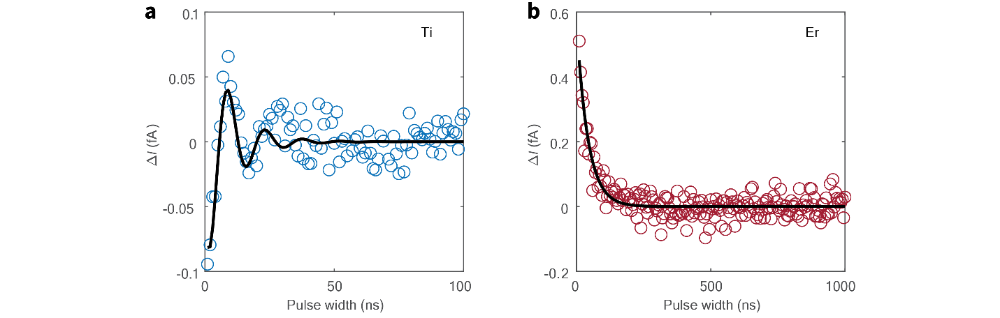 a
0.1
0.05
0
-0.05
-0.1
ΔI (fA )
Ti
0
50
100
Pulse width (ns)
b
0.6
0.4
0.2
0
-0.2
ΔI (fA )
Er
0
500
1000
Pulse width (ns)